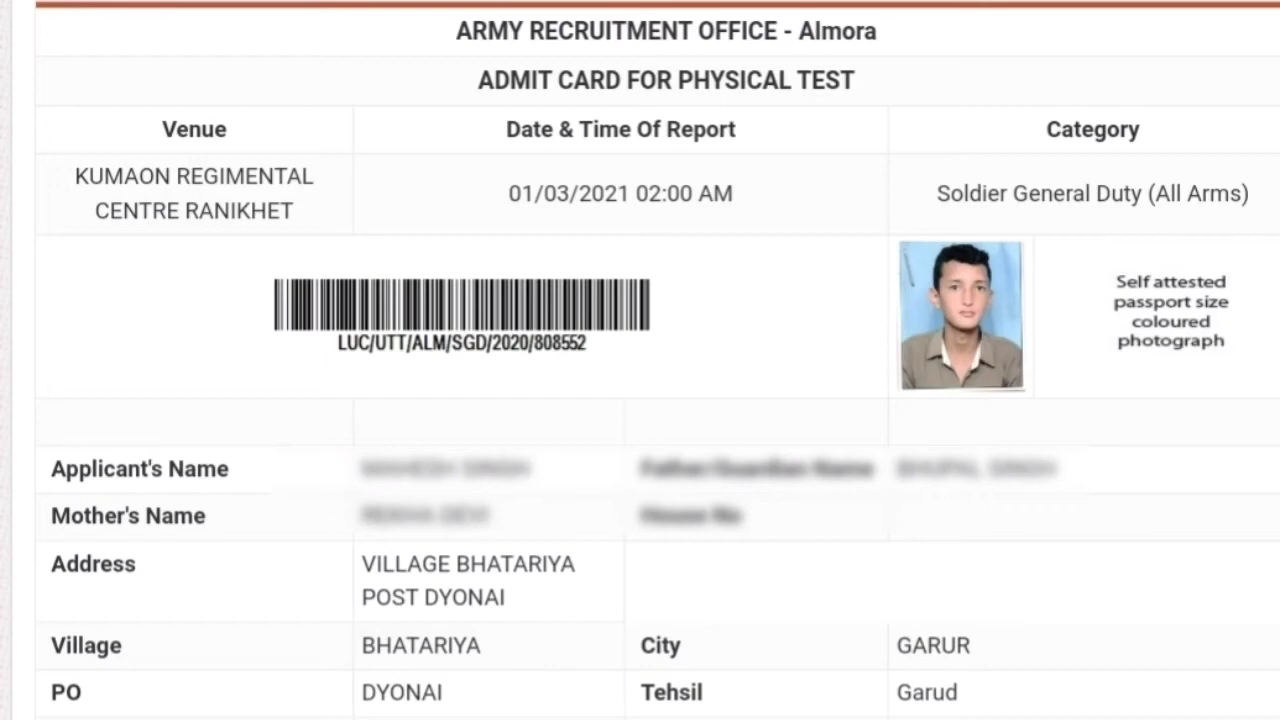 ARMY RECRUITMENT OFFICE - Almora
ADMIT CARD FOR PHYSICAL TEST
Venue Date & Time Of Report Category
KUMAON REGIMENTAL
CENTRE RANIKHET
01/03/2021 02:00 AM
Soldier General Duty (All Arms)
LUC/UTT/ALM/SGD/2020/808552
Self attested
passport size
coloured
photograph
Applicant's Name
Mother's Name
Address VILLAGE BHATARIYA
POST DYONAI
Village BHATARIYA City GARUR
PO DYONAI Tehsil Garud